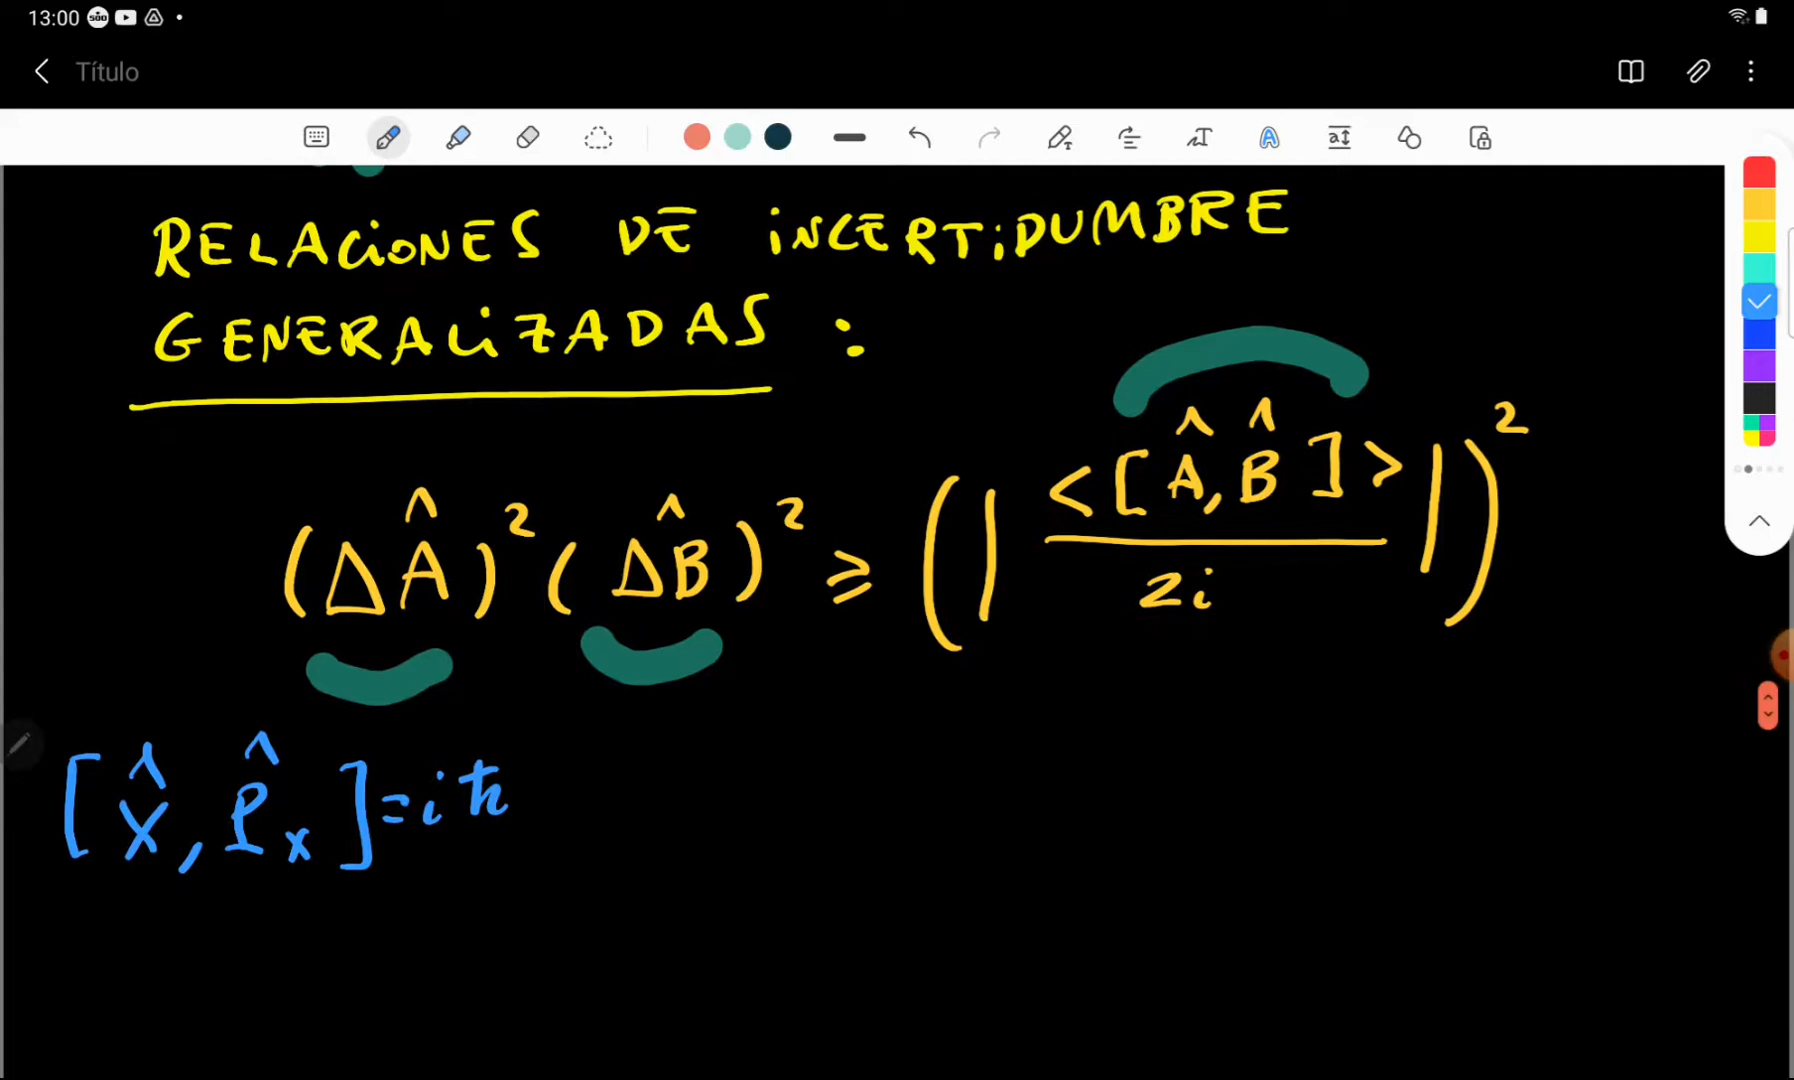 13:00
Título
RELACiONES DE iNCERTiDUMBRE
GENERALiZADAS :
(ΔÂ)² (ΔB̂)² ≥ (|<[Â, B̂]>/2i|)²
[X̂, P̂x] = iħ